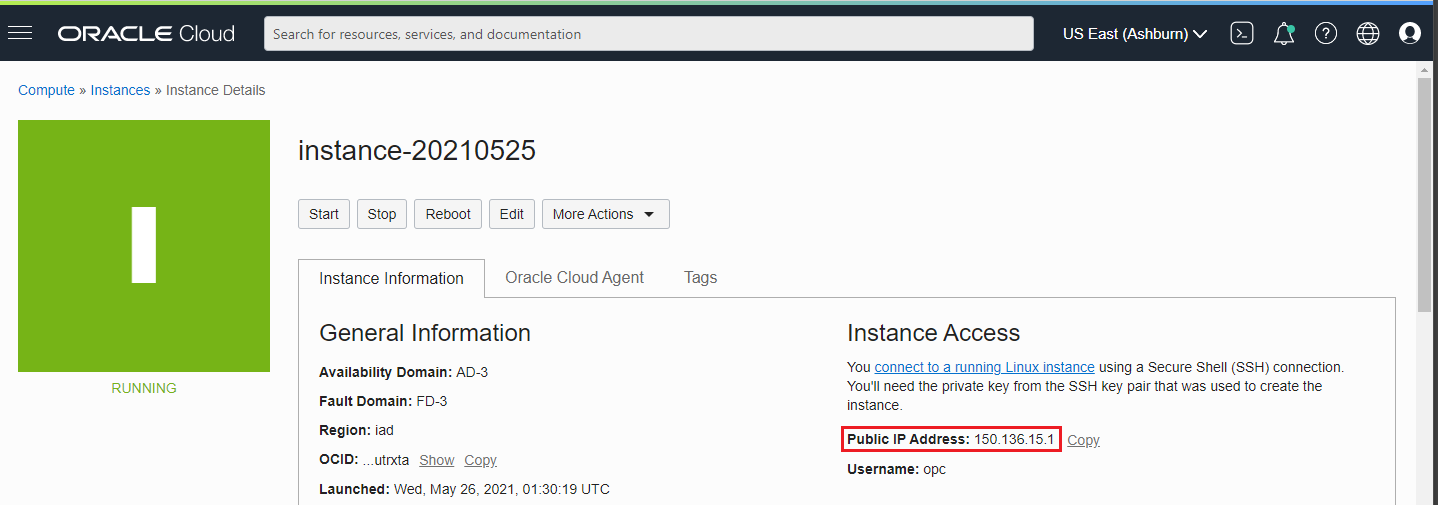 ORACLE Cloud
Search for resources, services, and documentation
US East (Ashburn)
Compute » Instances » Instance Details
I
RUNNING
instance-20210525
Start Stop Reboot Edit More Actions
Instance Information Oracle Cloud Agent Tags
General Information
Availability Domain: AD-3
Fault Domain: FD-3
Region: iad
OCID: ...utrxta Show Copy
Launched: Wed, May 26, 2021, 01:30:19 UTC
Instance Access
You connect to a running Linux instance using a Secure Shell (SSH) connection.
You'll need the private key from the SSH key pair that was used to create the
instance.
Public IP Address: 150.136.15.1 Copy
Username: opc